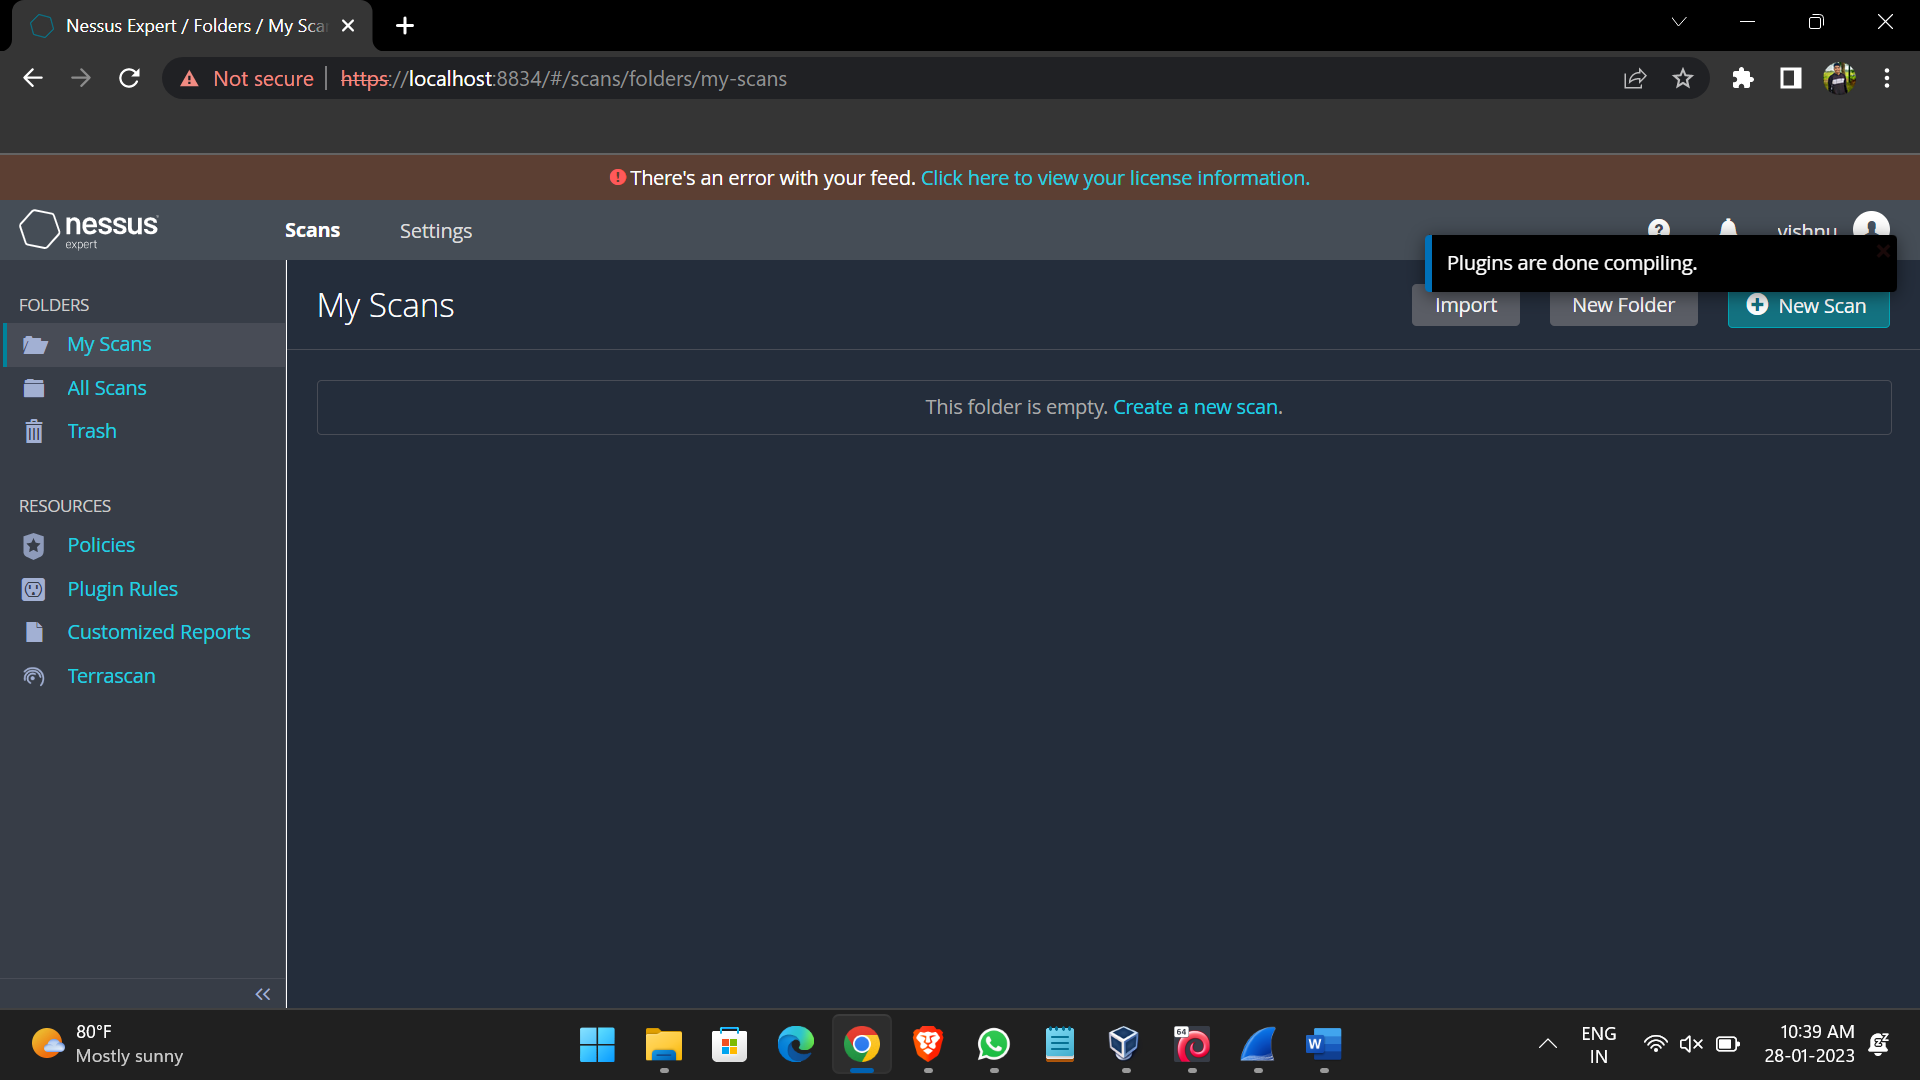 Nessus Expert / Folders / My Sca
Not secure
https://localhost:8834/#/scans/folders/my-scans
There's an error with your feed. Click here to view your license information.
nessus
expert
Scans
Settings
?
vishnu
Plugins are done compiling.
FOLDERS
My Scans
All Scans
Trash
RESOURCES
Policies
Plugin Rules
Customized Reports
Terrascan
My Scans
Import
New Folder
New Scan
This folder is empty. Create a new scan.
80°F
Mostly sunny
64
W
ENG
IN
10:39 AM
28-01-2023